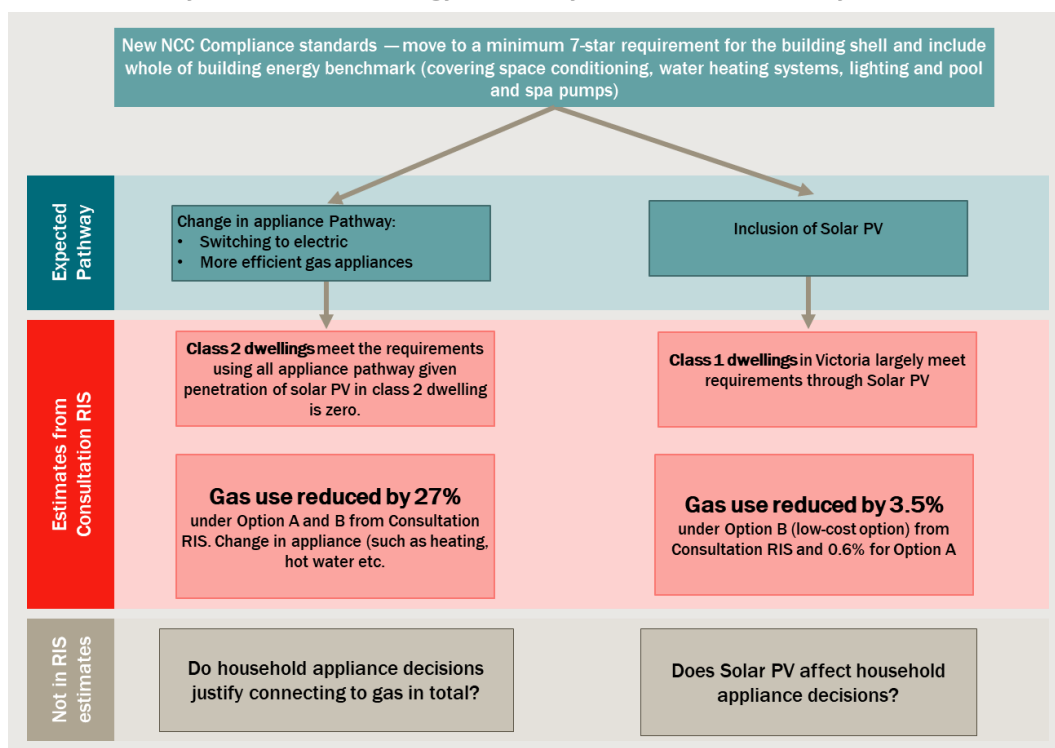 New NCC Compliance standards — move to a minimum 7-star requirement for the building shell and include
whole of building energy benchmark (covering space conditioning, water heating systems, lighting and pool
and spa pumps)
Expected
Pathway
Change in appliance Pathway:
• Switching to electric
• More efficient gas appliances
Inclusion of Solar PV
Estimates from
Consultation RIS
Class 2 dwellings meet the requirements
using all appliance pathway given
penetration of solar PV in class 2 dwelling
is zero.
Class 1 dwellings in Victoria largely meet
requirements through Solar PV
Gas use reduced by 27%
under Option A and B from Consultation
RIS. Change in appliance (such as heating,
hot water etc.
Gas use reduced by 3.5%
under Option B (low-cost option) from
Consultation RIS and 0.6% for Option A
Not in RIS
estimates
Do household appliance decisions
justify connecting to gas in total?
Does Solar PV affect household
appliance decisions?